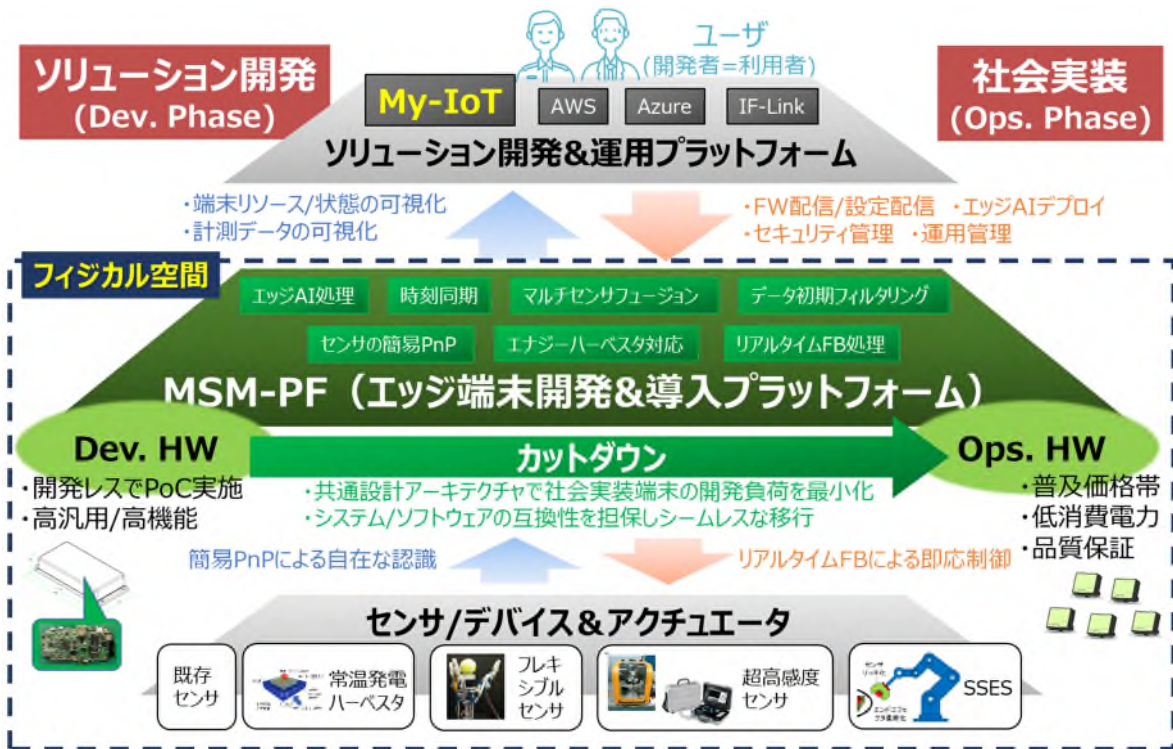 ソリューション開発
(Dev. Phase)
ユーザ
(開発者=利用者)
社会実装
(Ops. Phase)
My-IoT
AWS
Azure
IF-Link
ソリューション開発&運用プラットフォーム
・端末リソース/状態の可視化
・計測データの可視化
・FW配信/設定配信 ・エッジAIデプロイ
・セキュリティ管理 ・運用管理
フィジカル空間
エッジAI処理
時刻同期
マルチセンサフュージョン
データ初期フィルタリング
センサの簡易PnP
エナジーハーベスタ対応
リアルタイムFB処理
MSM-PF(エッジ端末開発&導入プラットフォーム)
Dev. HW
カットダウン
Ops. HW
・開発レスでPoC実施
・高汎用/高機能
・共通設計アーキテクチャで社会実装端末の開発負荷を最小化
・システム/ソフトウェアの互換性を担保しシームレスな移行
・普及価格帯
・低消費電力
・品質保証
簡易PnPによる自在な認識
リアルタイムFBによる即応制御
センサ/デバイス&アクチュエータ
既存
センサ
常温発電
ハーベスタ
フレキ
シブル
センサ
超高感度
センサ
センサ
SSES